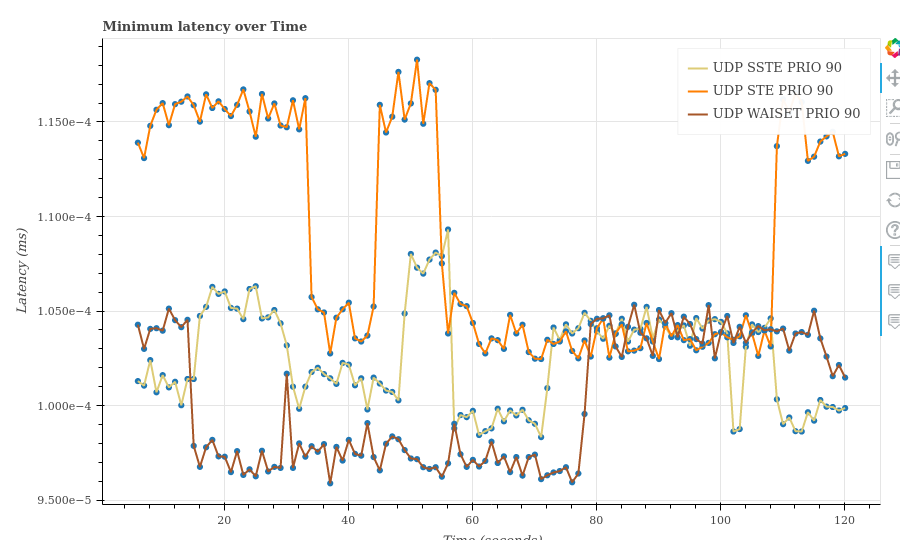 Minimum latency over Time
UDP SSTE PRIO 90
UDP STE PRIO 90
UDP WAISET PRIO 90
Latency (ms)
1.150e−4
1.100e−4
1.050e−4
1.000e−4
9.500e−5
20 40 60 80 100 120
Time (seconds)